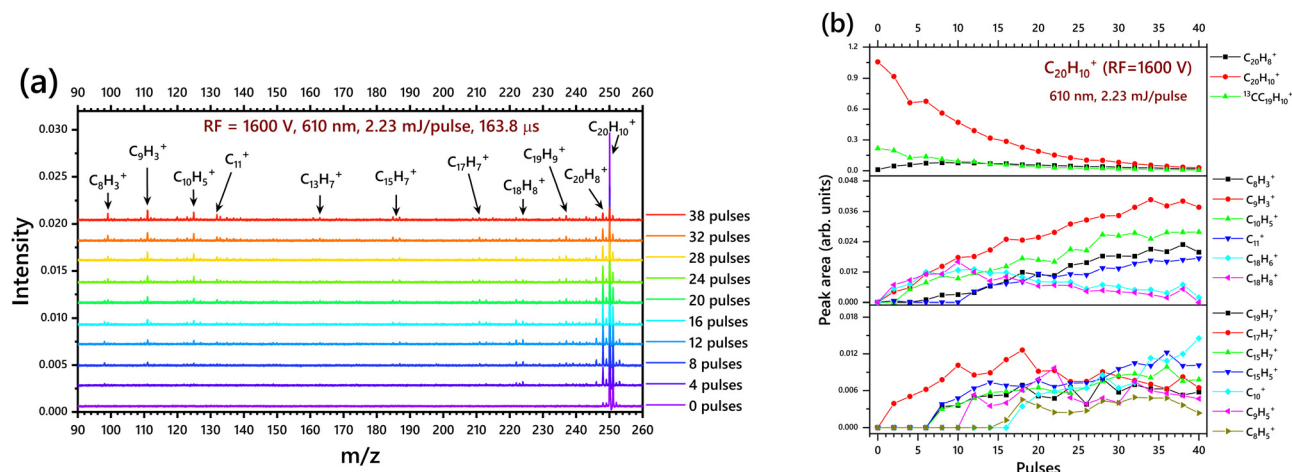 (a)
90 100 110 120 130 140 150 160 170 180 190 200 210 220 230 240 250 260
RF = 1600 V, 610 nm, 2.23 mJ/pulse, 163.8 μs
C₂₀H₁₀⁺
C₈H₃⁺
C₉H₃⁺
C₁₀H₅⁺
C₁₁⁺
C₁₃H₇⁺
C₁₅H₇⁺
C₁₇H₇⁺
C₁₈H₈⁺
C₁₉H₉⁺
C₂₀H₈⁺
38 pulses
32 pulses
28 pulses
24 pulses
20 pulses
16 pulses
12 pulses
8 pulses
4 pulses
0 pulses
Intensity
0.030
0.025
0.020
0.015
0.010
0.005
0.000
90 100 110 120 130 140 150 160 170 180 190 200 210 220 230 240 250 260
m/z
(b)
0 5 10 15 20 25 30 35 40
C₂₀H₁₀⁺ (RF=1600 V)
610 nm, 2.23 mJ/pulse
1.2
0.9
0.6
0.3
0.0
C₂₀H₈⁺
C₂₀H₁₀⁺
¹³CC₁₉H₁₀⁺
Peak area (arb. units)
0.048
0.036
0.024
0.012
0.000
C₈H₃⁺
C₉H₃⁺
C₁₀H₅⁺
C₁₁⁺
C₁₈H₆⁺
C₁₈H₈⁺
0.018
0.012
0.006
0.000
C₁₉H₇⁺
C₁₇H₇⁺
C₁₅H₇⁺
C₁₅H₅⁺
C₁₀⁺
C₉H₅⁺
C₈H₅⁺
0 5 10 15 20 25 30 35 40
Pulses